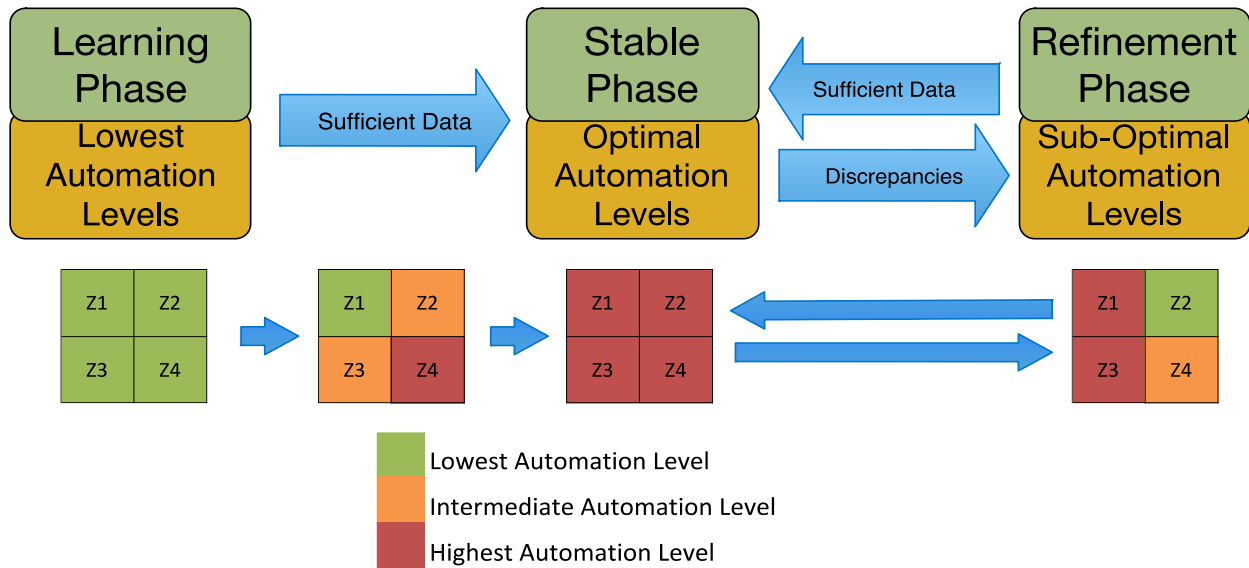 Learning
Phase
Lowest
Automation
Levels
Sufficient Data
Stable
Phase
Optimal
Automation
Levels
Sufficient Data
Discrepancies
Refinement
Phase
Sub-Optimal
Automation
Levels
Z1 Z2
Z3 Z4
Z1 Z2
Z3 Z4
Z1 Z2
Z3 Z4
Z1 Z2
Z3 Z4
Lowest Automation Level
Intermediate Automation Level
Highest Automation Level